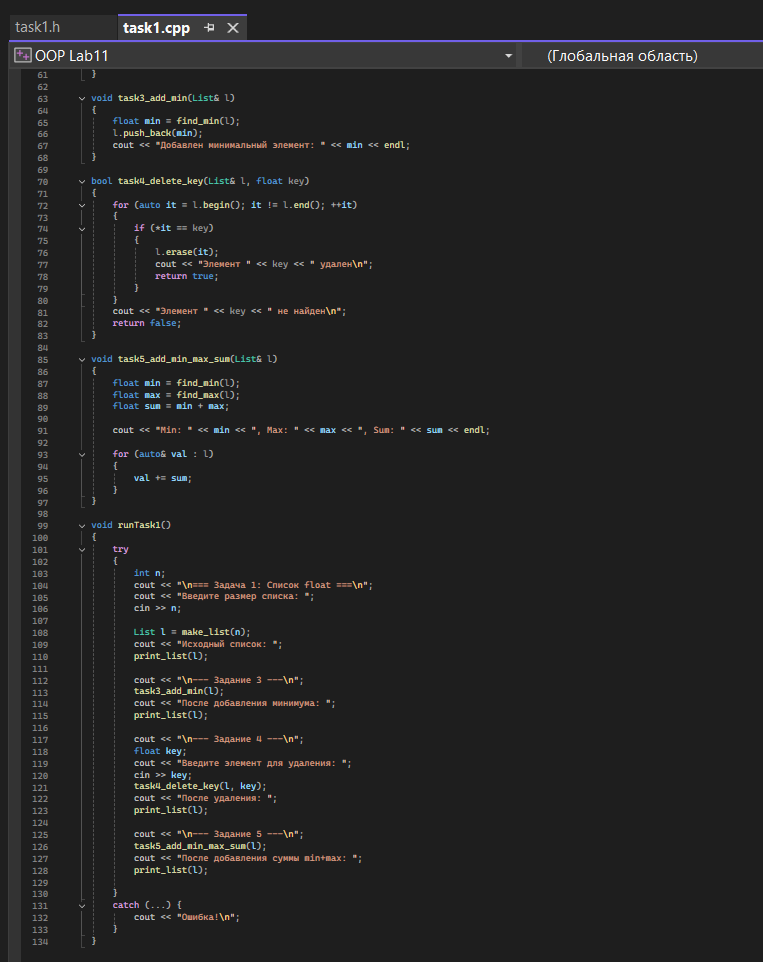 task1.h task1.cpp
OOP Lab11 (Глобальная область)
61 }
62
63 void task3_add_min(List& l)
64 {
65 float min = find_min(l);
66 l.push_back(min);
67 cout << "Добавлен минимальный элемент: " << min << endl;
68 }
69
70 bool task4_delete_key(List& l, float key)
71 {
72 for (auto it = l.begin(); it != l.end(); ++it)
73 {
74 if (*it == key)
75 {
76 l.erase(it);
77 cout << "Элемент " << key << " удален\n";
78 return true;
79 }
80 }
81 cout << "Элемент " << key << " не найден\n";
82 return false;
83 }
84
85 void task5_add_min_max_sum(List& l)
86 {
87 float min = find_min(l);
88 float max = find_max(l);
89 float sum = min + max;
90
91 cout << "Min: " << min << ", Max: " << max << ", Sum: " << sum << endl;
92
93 for (auto& val : l)
94 {
95 val += sum;
96 }
97 }
98
99 void runTask1()
100 {
101 try
102 {
103 int n;
104 cout << "\n=== Задача 1: Список float ===\n";
105 cout << "Введите размер списка: ";
106 cin >> n;
107
108 List l = make_list(n);
109 cout << "Исходный список: ";
110 print_list(l);
111
112 cout << "\n--- Задание 3 ---\n";
113 task3_add_min(l);
114 cout << "После добавления минимума: ";
115 print_list(l);
116
117 cout << "\n--- Задание 4 ---\n";
118 float key;
119 cout << "Введите элемент для удаления: ";
120 cin >> key;
121 task4_delete_key(l, key);
122 cout << "После удаления: ";
123 print_list(l);
124
125 cout << "\n--- Задание 5 ---\n";
126 task5_add_min_max_sum(l);
127 cout << "После добавления суммы min+max: ";
128 print_list(l);
129
130 }
131 catch (...) {
132 cout << "Ошибка!\n";
133 }
134 }